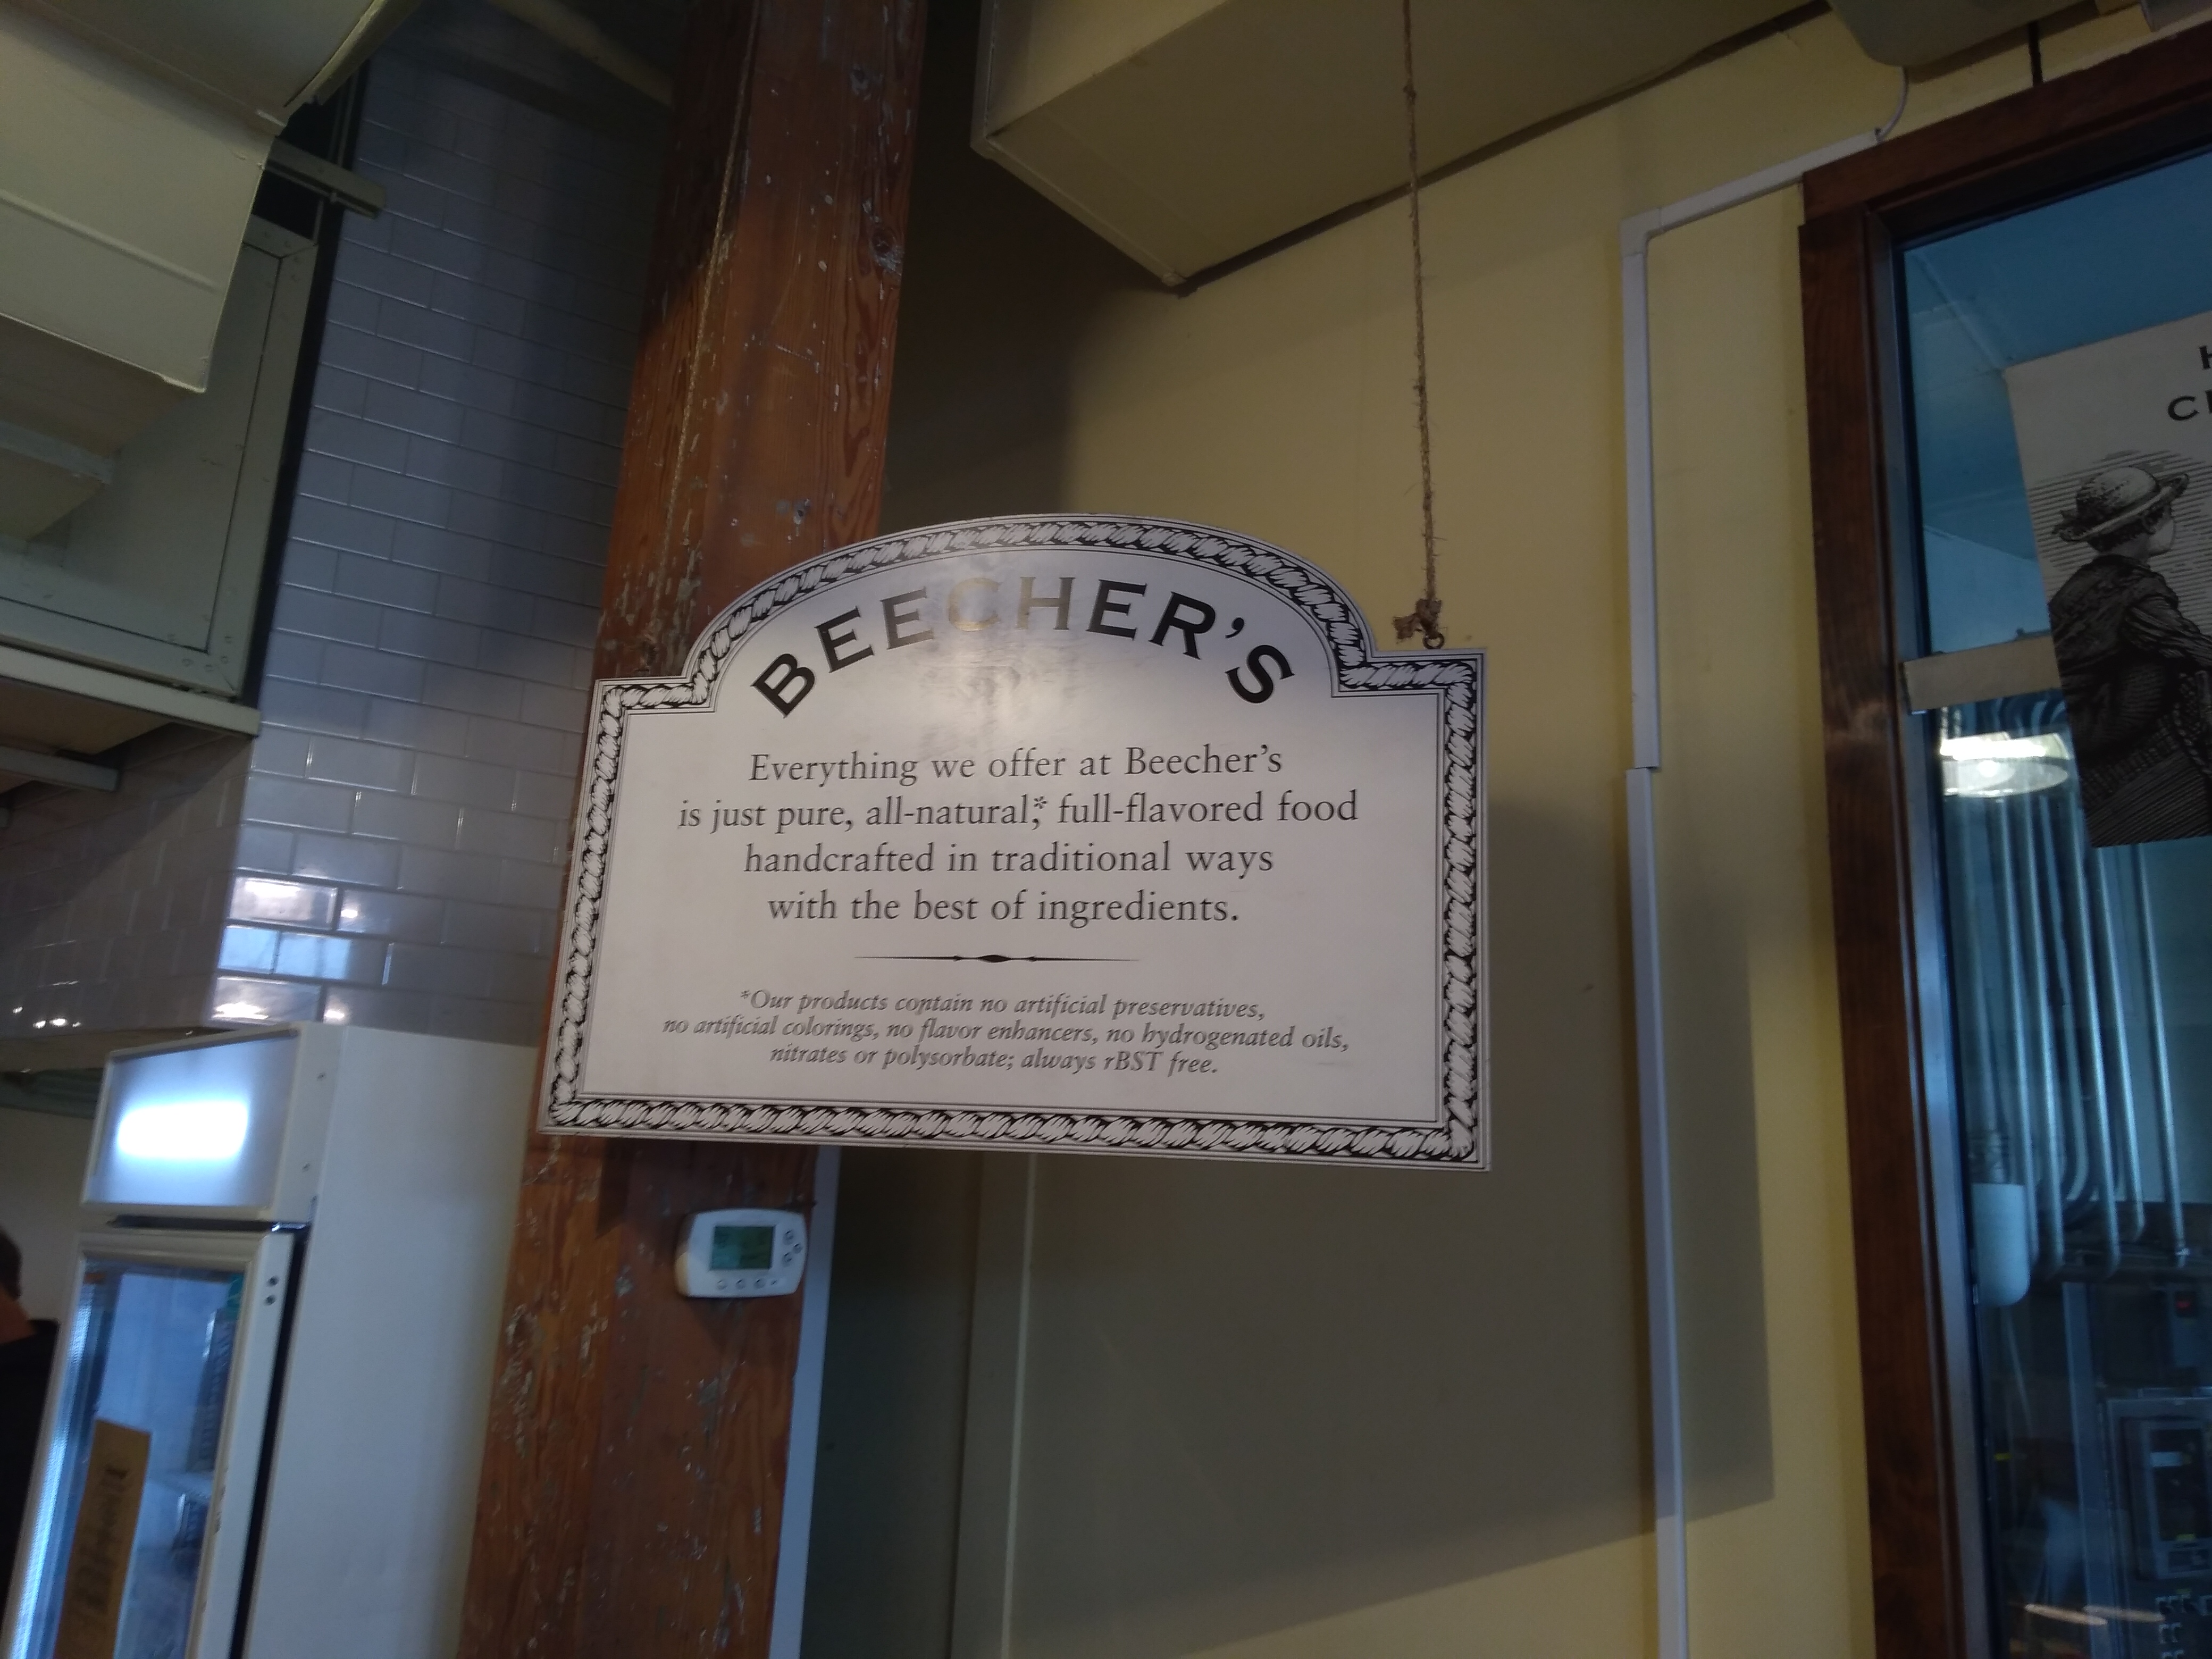 BEECHER'S
Everything we offer at Beecher's
is just pure, all-natural,* full-flavored food
handcrafted in traditional ways
with the best of ingredients.
*Our products contain no artificial preservatives,
no artificial colorings, no flavor enhancers, no hydrogenated oils,
nitrates or polysorbate; always rBST free.